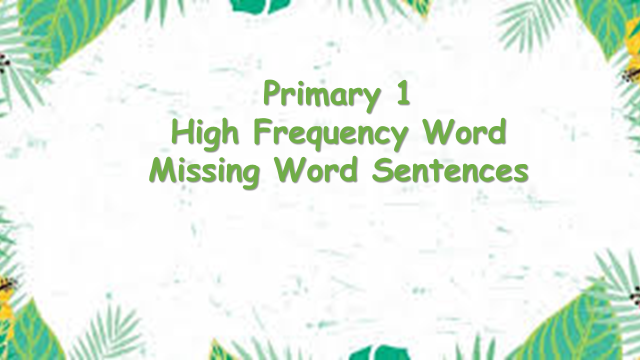 Primary 1
High Frequency Word
Missing Word Sentences